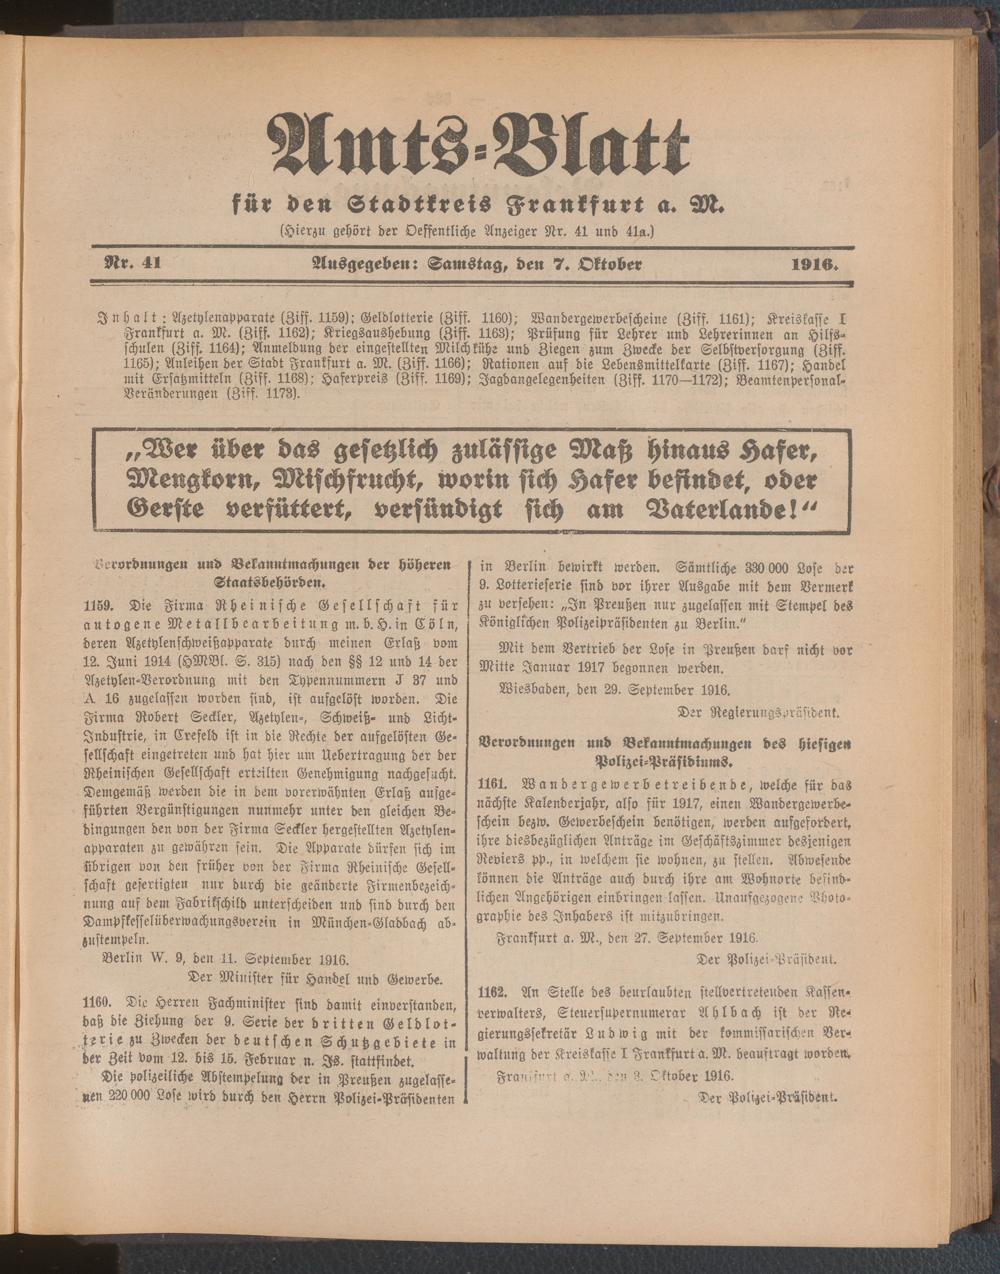 Amts-Blatt
für den Stadtkreis Frankfurt a. M.
(Hierzu gehört der Oeffentliche Anzeiger Nr. 41 und 41a.)
Nr. 41 Ausgegeben: Samstag, den 7. Oktober 1916.
Inhalt: Azetylenapparate (Ziff. 1159); Geldlotterie (Ziff. 1160); Wandergewerbescheine (Ziff. 1161); Kreiskasse I
Frankfurt a. M. (Ziff. 1162); Kriegsaushebung (Ziff. 1163); Prüfung für Lehrer und Lehrerinnen an Hilfs-
schulen (Ziff. 1164); Anmeldung der eingestellten Milchkühe und Ziegen zum Zwecke der Selbstversorgung (Ziff.
1165); Anleihen der Stadt Frankfurt a. M. (Ziff. 1166); Rationen auf die Lebensmittelkarte (Ziff. 1167); Handel
mit Ersatzmitteln (Ziff. 1168); Haferpreis (Ziff. 1169); Jagdangelegenheiten (Ziff. 1170—1172); Beamtenpersonal-
Veränderungen (Ziff. 1173).
„Wer über das gesetzlich zulässige Maß hinaus Hafer,
Mengkorn, Mischfrucht, worin sich Hafer befindet, oder
Gerste verfüttert, versündigt sich am Vaterlande!“
Verordnungen und Bekanntmachungen der höheren
Staatsbehörden.
1159. Die Firma Rheinische Gesellschaft für
autogene Metallbearbeitung m. b. H. in Cöln,
deren Azetylenschweißapparate durch meinen Erlaß vom
12. Juni 1914 (HMBl. S. 315) nach den §§ 12 und 14 der
Azetylen-Verordnung mit den Typennummern J 37 und
A 16 zugelassen worden sind, ist aufgelöst worden. Die
Firma Robert Seckler, Azetylen-, Schweiß- und Licht-
Industrie, in Crefeld ist in die Rechte der aufgelösten Ge-
sellschaft eingetreten und hat hier um Uebertragung der der
Rheinischen Gesellschaft erteilten Genehmigung nachgesucht.
Demgemäß werden die in dem vorerwähnten Erlaß aufge-
führten Vergünstigungen nunmehr unter den gleichen Be-
dingungen den von der Firma Seckler hergestellten Azetylen-
apparaten zu gewähren sein. Die Apparate dürfen sich im
übrigen von den früher von der Firma Rheinische Gesell-
schaft gefertigten nur durch die geänderte Firmenbezeich-
nung auf dem Fabrikschild unterscheiden und sind durch den
Dampfkesselüberwachungsverein in München-Gladbach ab-
zustempeln.
Berlin W. 9, den 11. September 1916.
Der Minister für Handel und Gewerbe.
1160. Die Herren Fachminister sind damit einverstanden,
daß die Ziehung der 9. Serie der dritten Geldlot-
terie zu Zwecken der deutschen Schutzgebiete in
der Zeit vom 12. bis 15. Februar n. Js. stattfindet.
Die polizeiliche Abstempelung der in Preußen zugelasse-
nen 220 000 Lose wird durch den Herrn Polizei-Präsidenten
in Berlin bewirkt werden. Sämtliche 330 000 Lose der
9. Lotterieserie sind vor ihrer Ausgabe mit dem Vermerk
zu versehen: „In Preußen nur zugelassen mit Stempel des
Königlichen Polizeipräsidenten zu Berlin.“
Mit dem Vertrieb der Lose in Preußen darf nicht vor
Mitte Januar 1917 begonnen werden.
Wiesbaden, den 29. September 1916.
Der Regierungspräsident.
Verordnungen und Bekanntmachungen des hiesigen
Polizei-Präsidiums.
1161. Wandergewerbetreibende, welche für das
nächste Kalenderjahr, also für 1917, einen Wandergewerbe-
schein bezw. Gewerbeschein benötigen, werden aufgefordert,
ihre diesbezüglichen Anträge im Geschäftszimmer desjenigen
Reviers pp., in welchem sie wohnen, zu stellen. Abwesende
können die Anträge auch durch ihre am Wohnorte befind-
lichen Angehörigen einbringen lassen. Unaufgezogene Photo-
graphie des Inhabers ist mitzubringen.
Frankfurt a. M., den 27. September 1916.
Der Polizei-Präsident.
1162. An Stelle des beurlaubten stellvertretenden Kassen-
verwalters, Steuersupernumerar Ahlbach ist der Re-
gierungssekretär Ludwig mit der kommissarischen Ver-
waltung der Kreiskasse I Frankfurt a. M. beauftragt worden.
Frankfurt a. M., den 3. Oktober 1916.
Der Polizei-Präsident.